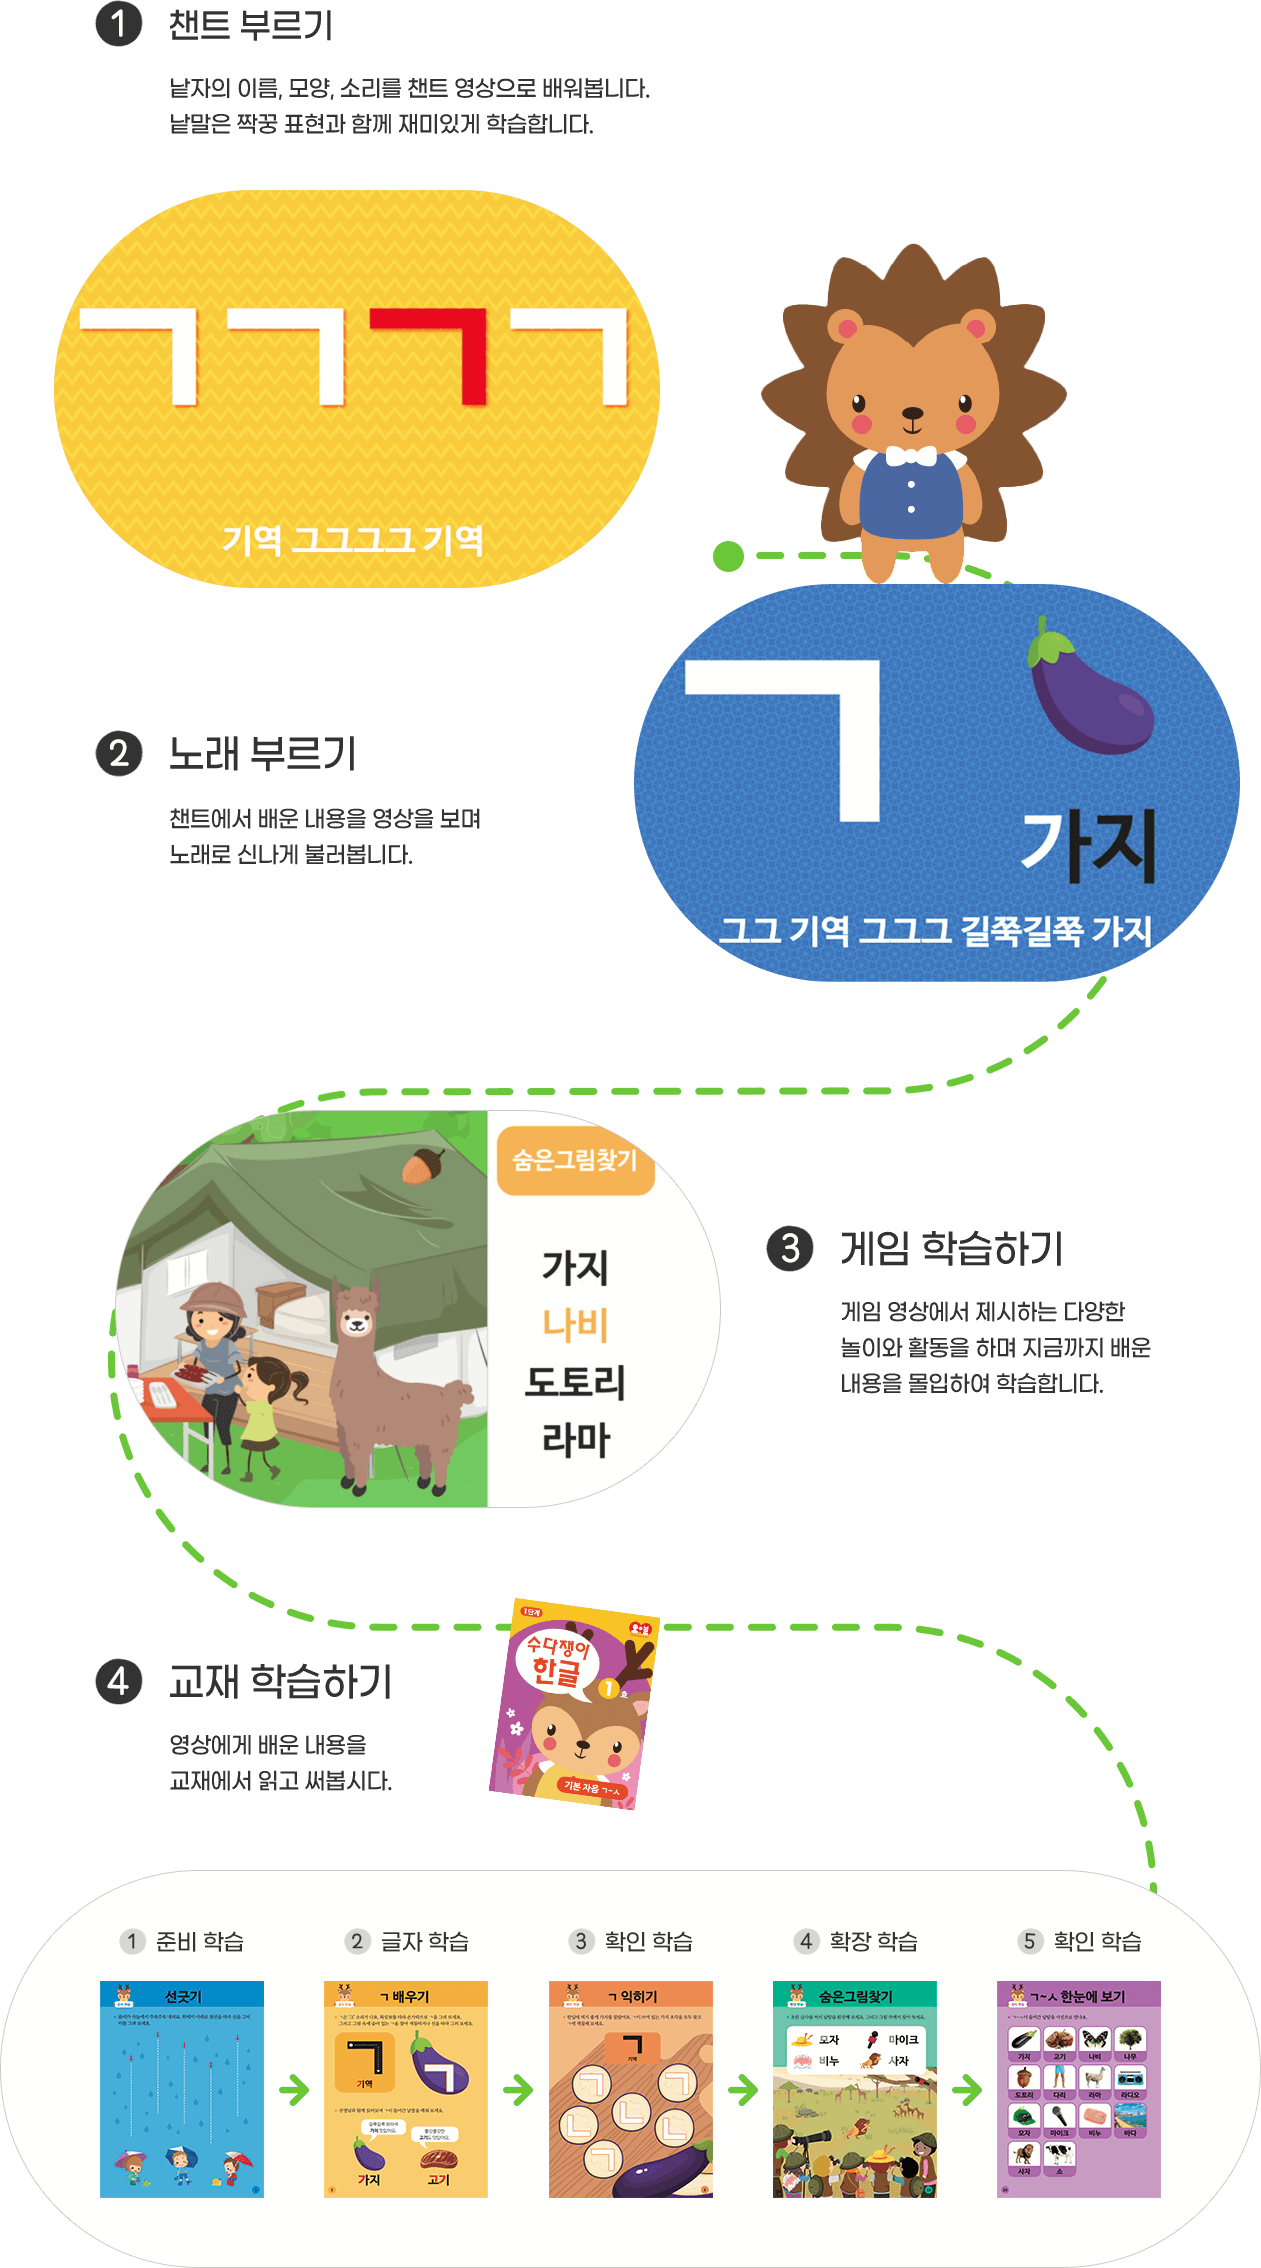 1 챈트 부르기
낱자의 이름, 모양, 소리를 챈트 영상으로 배워봅니다.
낱말은 짝꿍 표현과 함께 재미있게 학습합니다.
ㄱㄱㄱㄱ
기역 그그그그 기역
ㄱ
가지
그그 기역 그그그 길쭉길쭉 가지
2 노래 부르기
챈트에서 배운 내용을 영상을 보며
노래로 신나게 불러봅니다.
숨은그림찾기
가지
나비
도토리
라마
3 게임 학습하기
게임 영상에서 제시하는 다양한
놀이와 활동을 하며 지금까지 배운
내용을 몰입하여 학습합니다.
4 교재 학습하기
영상에게 배운 내용을
교재에서 읽고 써봅시다.
1단계
수다쟁이
한글
1 호
기본 자음 ㄱ~ㅅ
1 준비 학습
2 글자 학습
3 확인 학습
4 확장 학습
5 확인 학습
선긋기
ㄱ 배우기
기역
가지
고기
ㄱ 익히기
기역
숨은그림찾기
모자 마이크
비누 사자
ㄱ~ㅅ 한눈에 보기
가지 고기 나비 나무
도토리 다리 라마 라디오
모자 마이크 비누 바다
사자 소